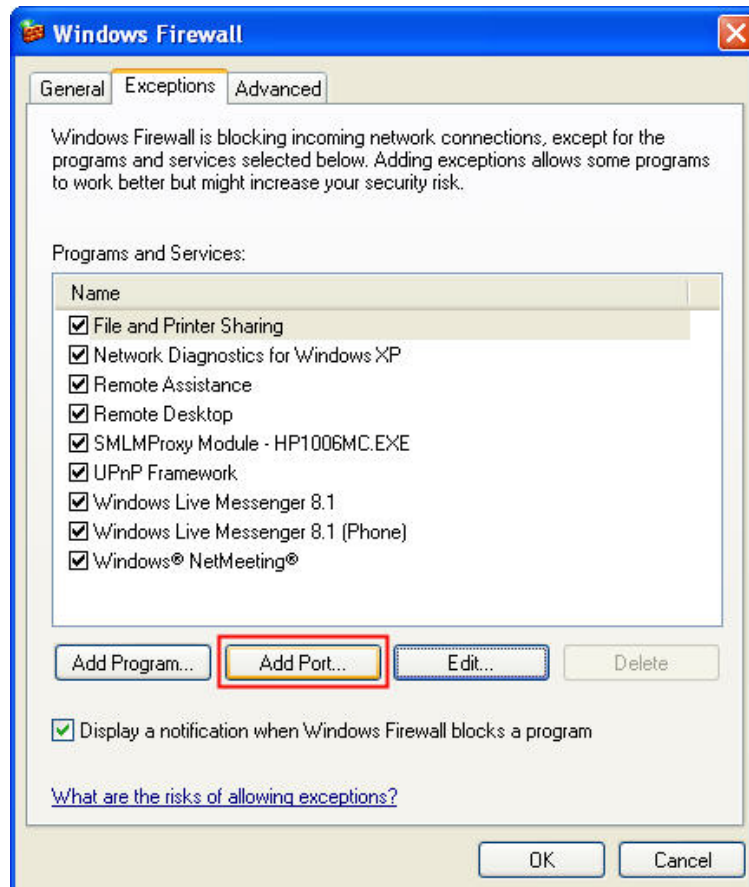 Windows Firewall
General Exceptions Advanced
Windows Firewall is blocking incoming network connections, except for the
programs and services selected below. Adding exceptions allows some programs
to work better but might increase your security risk.
Programs and Services:
Name
File and Printer Sharing
Network Diagnostics for Windows XP
Remote Assistance
Remote Desktop
SMLMProxy Module - HP1006MC.EXE
UPnP Framework
Windows Live Messenger 8.1
Windows Live Messenger 8.1 (Phone)
Windows® NetMeeting®
Add Program... Add Port... Edit... Delete
Display a notification when Windows Firewall blocks a program
What are the risks of allowing exceptions?
OK Cancel